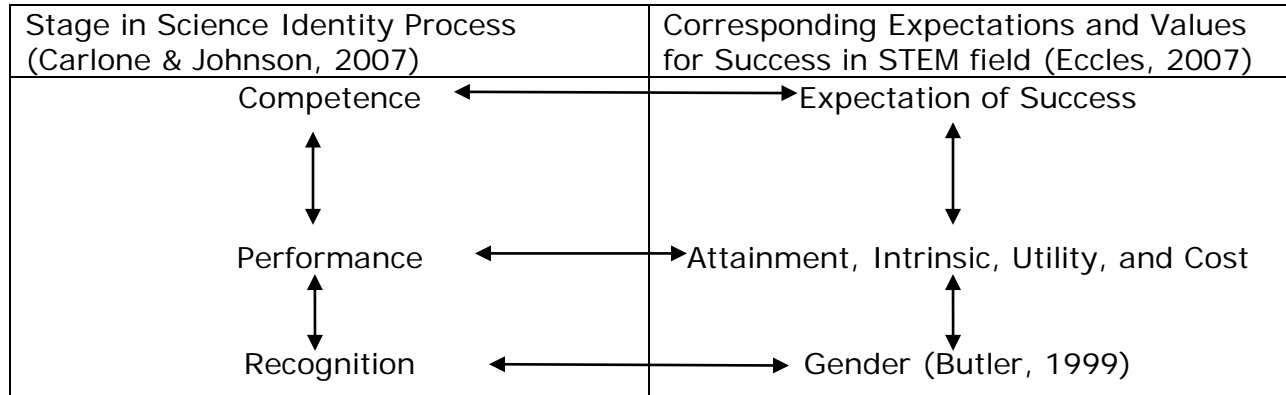 Stage in Science Identity Process
(Carlone & Johnson, 2007)
Corresponding Expectations and Values
for Success in STEM field (Eccles, 2007)
Competence
Expectation of Success
Performance
Attainment, Intrinsic, Utility, and Cost
Recognition
Gender (Butler, 1999)